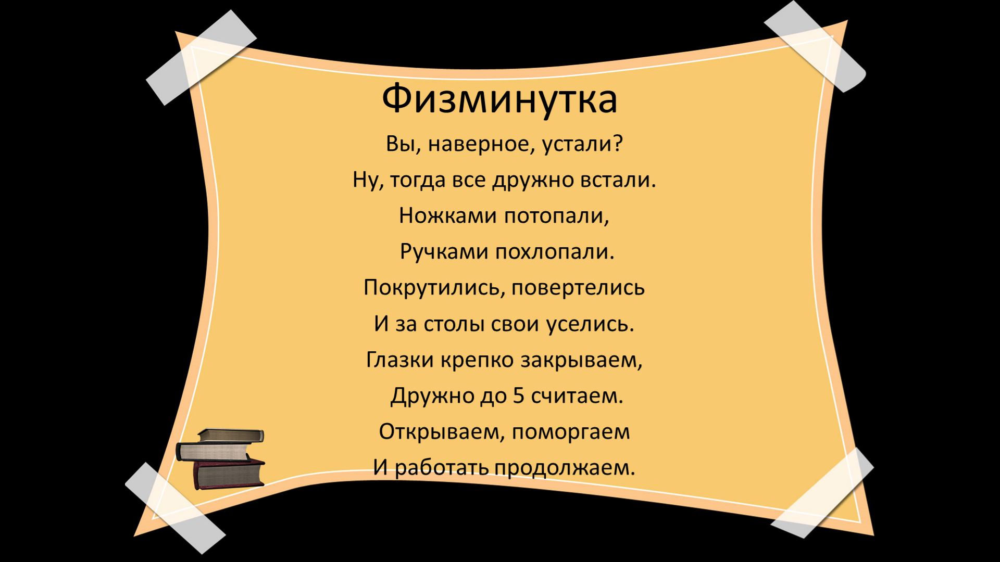 Физминутка
Вы, наверное, устали?
Ну, тогда все дружно встали.
Ножками потопали,
Ручками похлопали.
Покрутились, повертелись
И за столы свои уселись.
Глазки крепко закрываем,
Дружно до 5 считаем.
Открываем, поморгаем
И работать продолжаем.